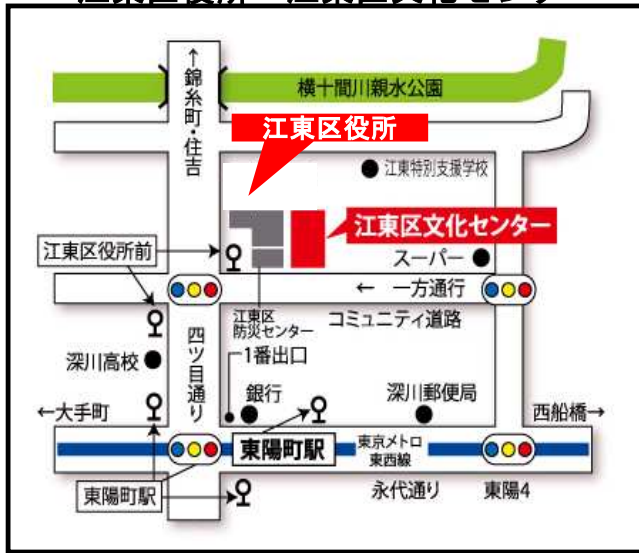 江東区役所・江東区文化センター
↑錦糸町・住吉
横十間川親水公園
江東区役所
江東特別支援学校
江東区文化センター
江東区役所前
スーパー
← 一方通行
江東区
防災センター
コミュニティ道路
四ツ目通り
1番出口
深川高校
銀行
深川郵便局
←大手町
西船橋→
東陽町駅
東京メトロ
東西線
東陽町駅
永代通り
東陽4